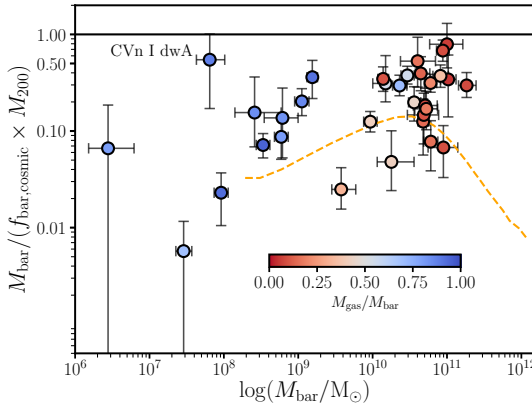 1.00
CVn I dwA
0.10
0.01
M_bar/(f_bar,cosmic × M_200)
0.00 0.25 0.50 0.75 1.00
M_gas/M_bar
10^6 10^7 10^8 10^9 10^10 10^11 10^12
log(M_bar/M_⊙)